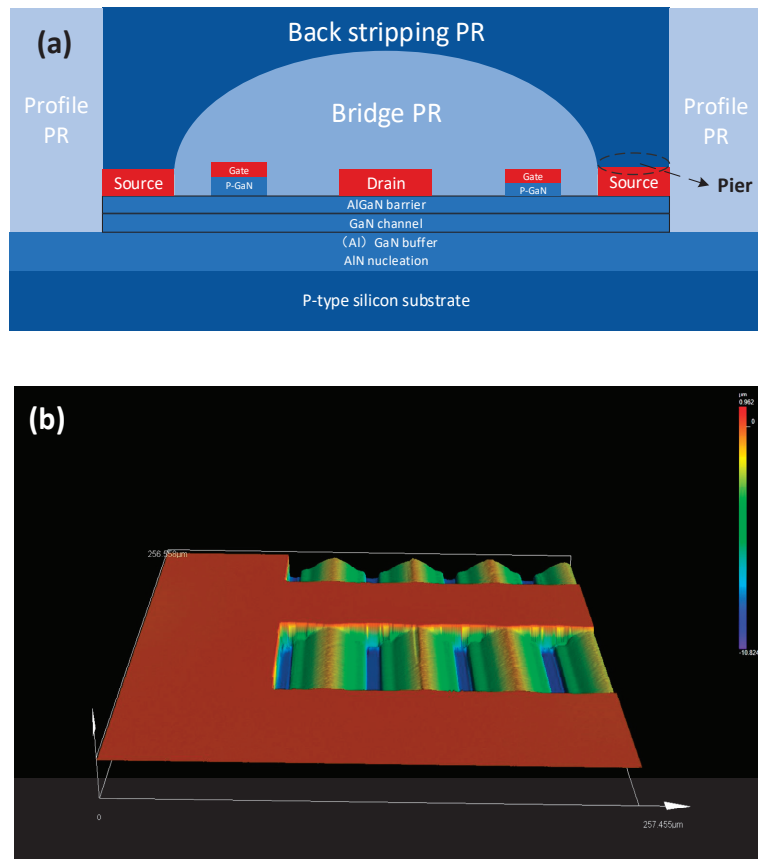 (a)
Back stripping PR
Profile
PR
Bridge PR
Profile
PR
Gate
P-GaN
Gate
P-GaN
Source
Drain
Source
Pier
AlGaN barrier
GaN channel
（Al）GaN buffer
AlN nucleation
P-type silicon substrate
(b)
μm
0.962
0
256.556μm
-10.824
0
257.455μm